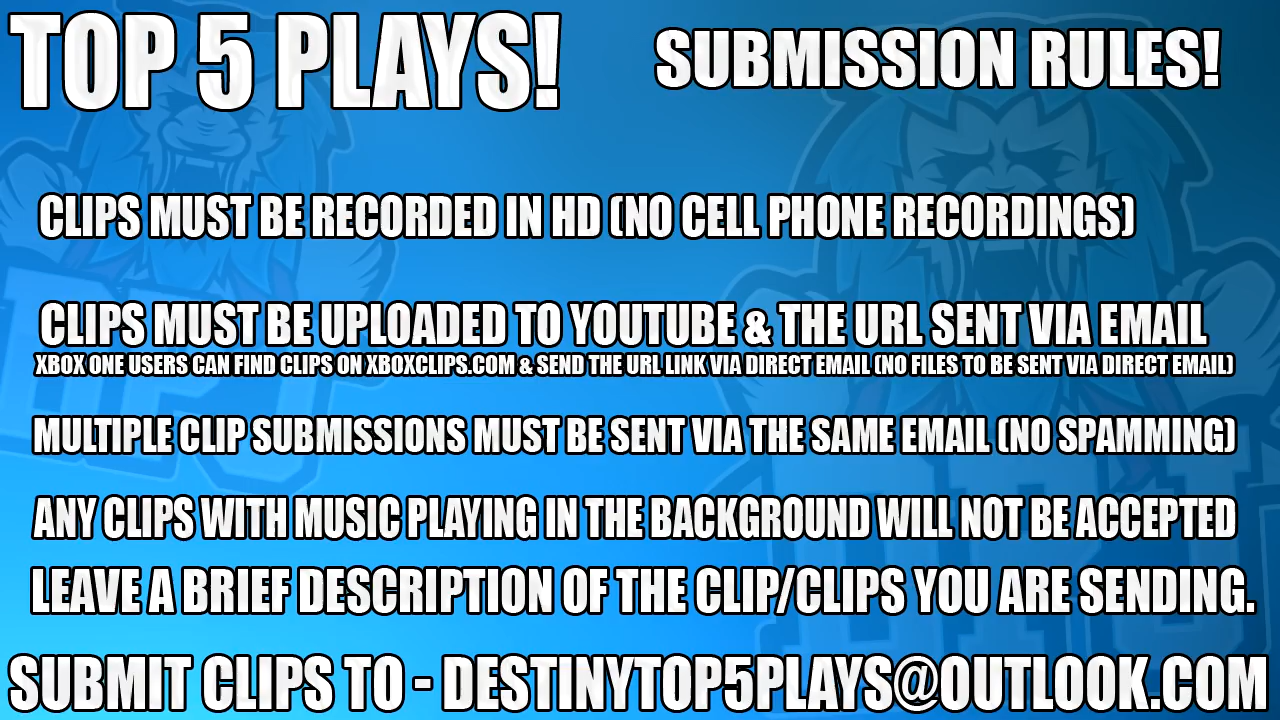 TOP 5 PLAYS!
SUBMISSION RULES!
CLIPS MUST BE RECORDED IN HD (NO CELL PHONE RECORDINGS)
CLIPS MUST BE UPLOADED TO YOUTUBE & THE URL SENT VIA EMAIL
XBOX ONE USERS CAN FIND CLIPS ON XBOXCLIPS.COM & SEND THE URL LINK VIA DIRECT EMAIL (NO FILES TO BE SENT VIA DIRECT EMAIL)
MULTIPLE CLIP SUBMISSIONS MUST BE SENT VIA THE SAME EMAIL (NO SPAMMING)
ANY CLIPS WITH MUSIC PLAYING IN THE BACKGROUND WILL NOT BE ACCEPTED
LEAVE A BRIEF DESCRIPTION OF THE CLIP/CLIPS YOU ARE SENDING.
SUBMIT CLIPS TO - DESTINYTOP5PLAYS@OUTLOOK.COM